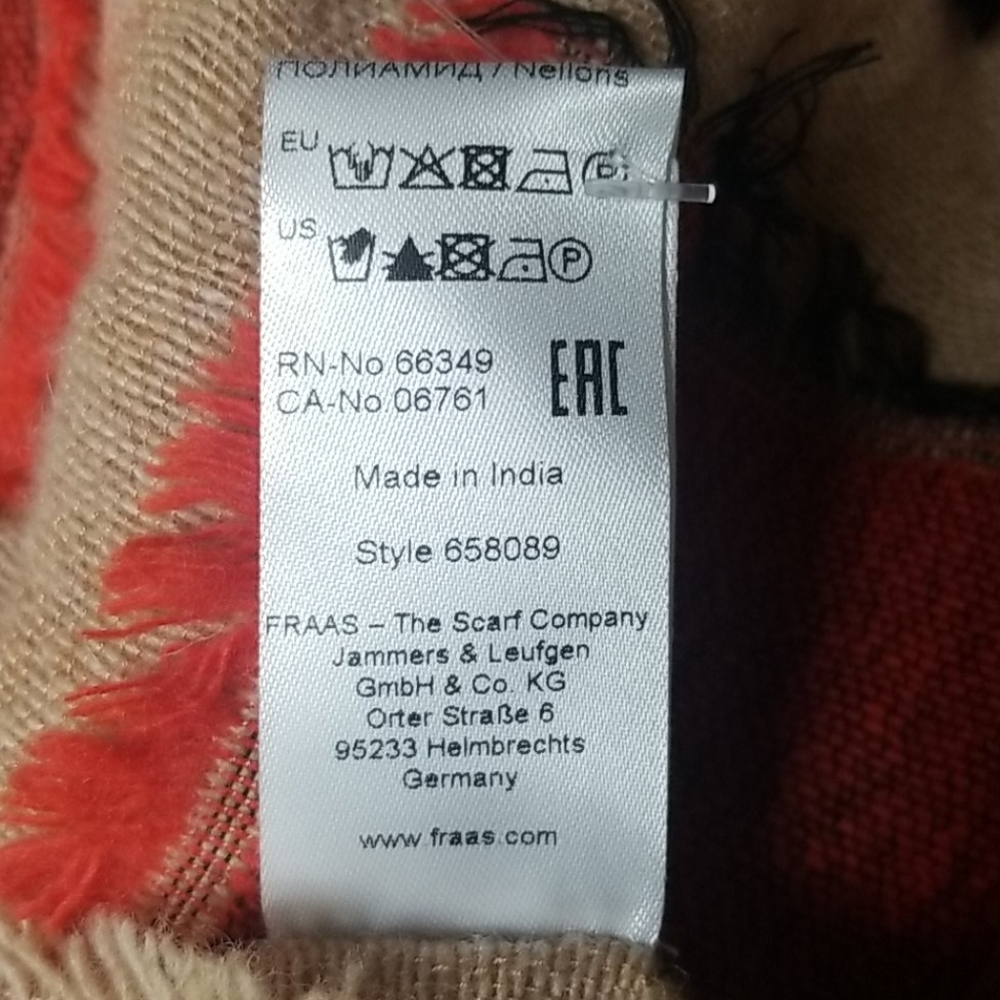 ПОЛИАМИД / Nellons
EU
P
US
P
RN-No 66349
CA-No 06761
EAC
Made in India
Style 658089
FRAAS – The Scarf Company
Jammers & Leufgen
GmbH & Co. KG
Orter Straße 6
95233 Helmbrechts
Germany
www.fraas.com